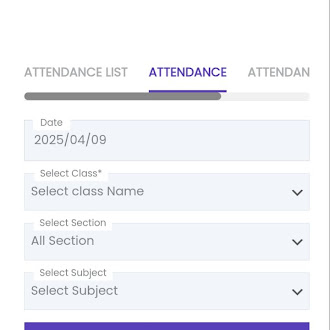 ATTENDANCE LIST ATTENDANCE ATTENDAN
Date
2025/04/09
Select Class*
Select class Name
Select Section
All Section
Select Subject
Select Subject